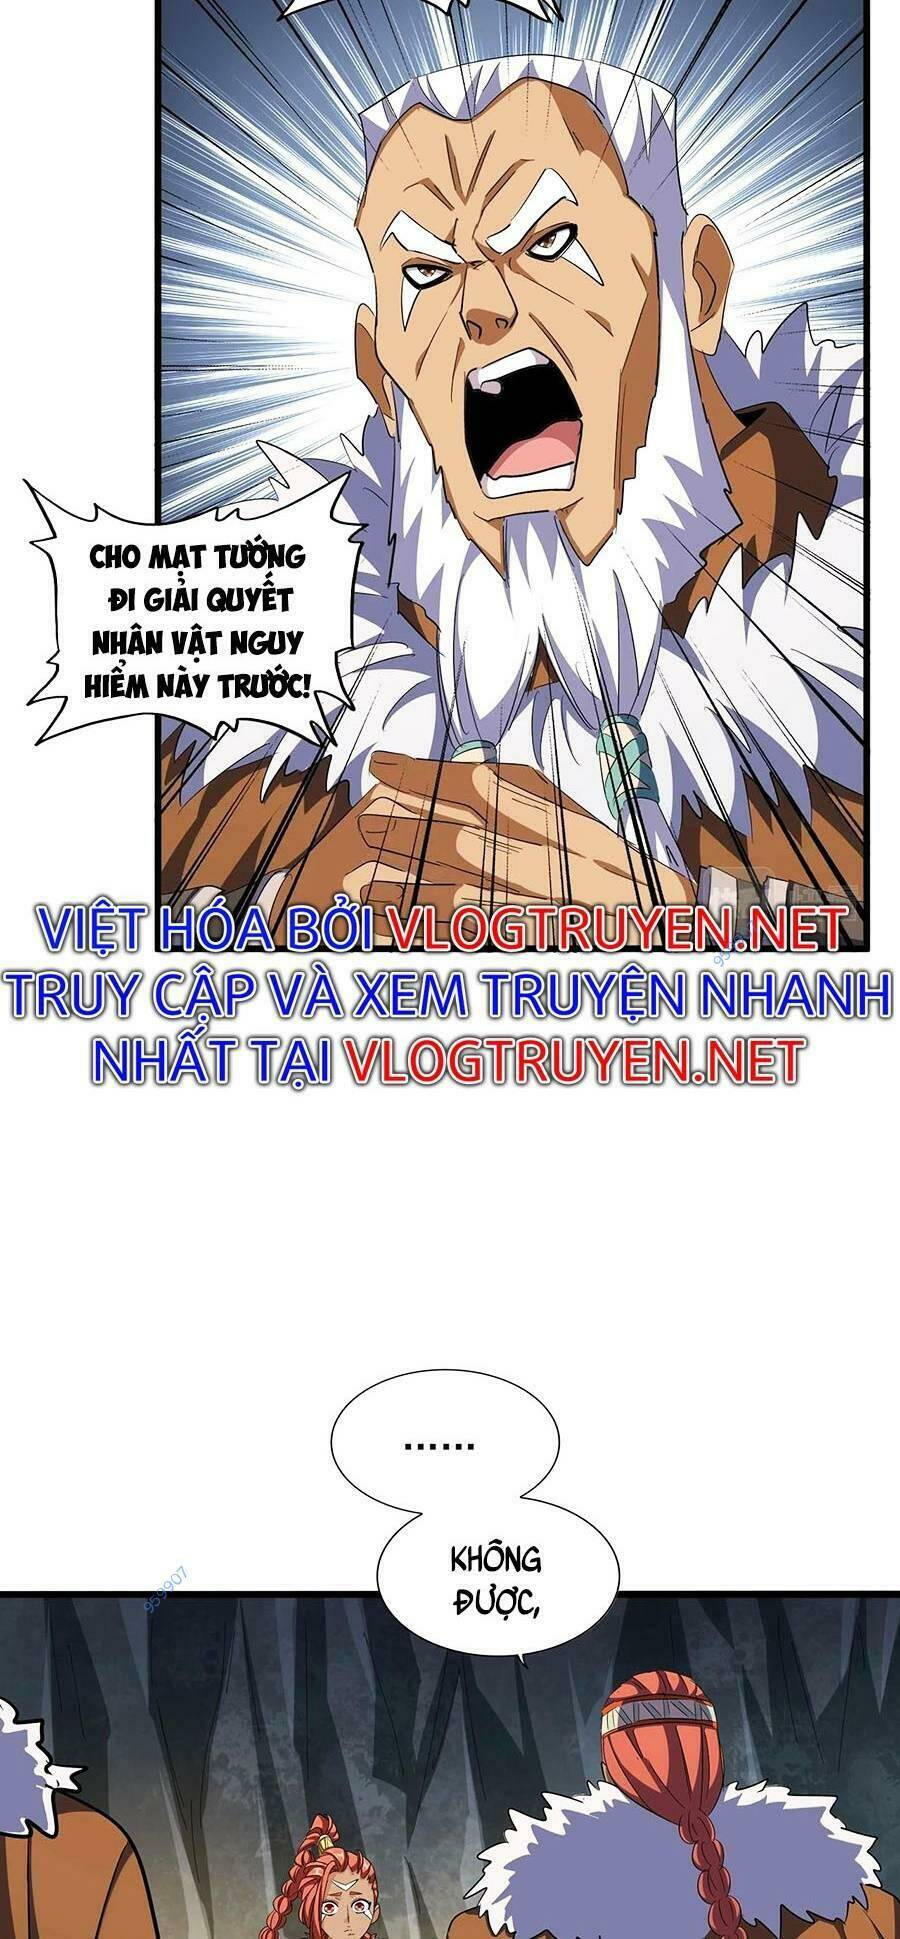 CHO MẠT TƯỚNG
ĐI GIẢI QUYẾT
NHÂN VẬT NGUY
HIỂM NÀY TRƯỚC!
VIỆT HÓA BỞI VLOGTRUYEN.NET
TRUY CẬP VÀ XEM TRUYỆN NHANH
NHẤT TẠI VLOGTRUYEN.NET
......
KHÔNG
ĐƯỢC,
959907